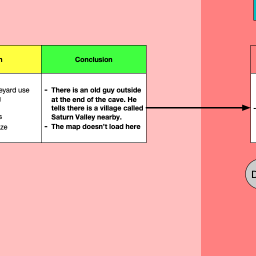 Conclusion
eyard use
- There is an old guy outside
at the end of the cave. He
tells there is a village called
Saturn Valley nearby.
- The map doesn't load here